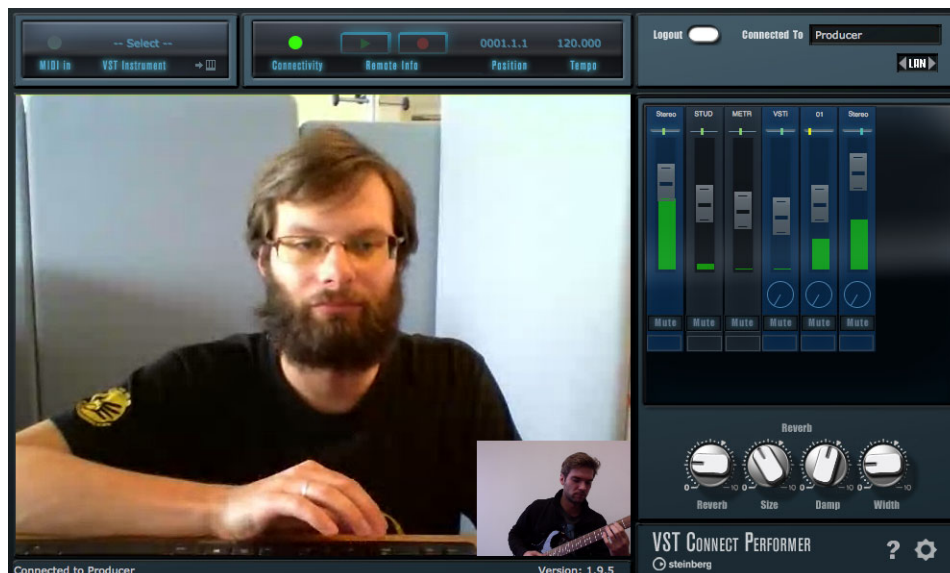 -- Select --
MIDI in VST Instrument
0001.1.1 120.000
Connectivity Remote Info Position Tempo
Logout Connected To Producer
LAN
Stereo STUD METR VSTi 01 Stereo
Mute Mute Mute Mute Mute Mute
Reverb
0 10 0 10 0 10 0 10
Reverb Size Damp Width
VST CONNECT PERFORMER
steinberg
?
Connected to Producer Version: 1.9.5